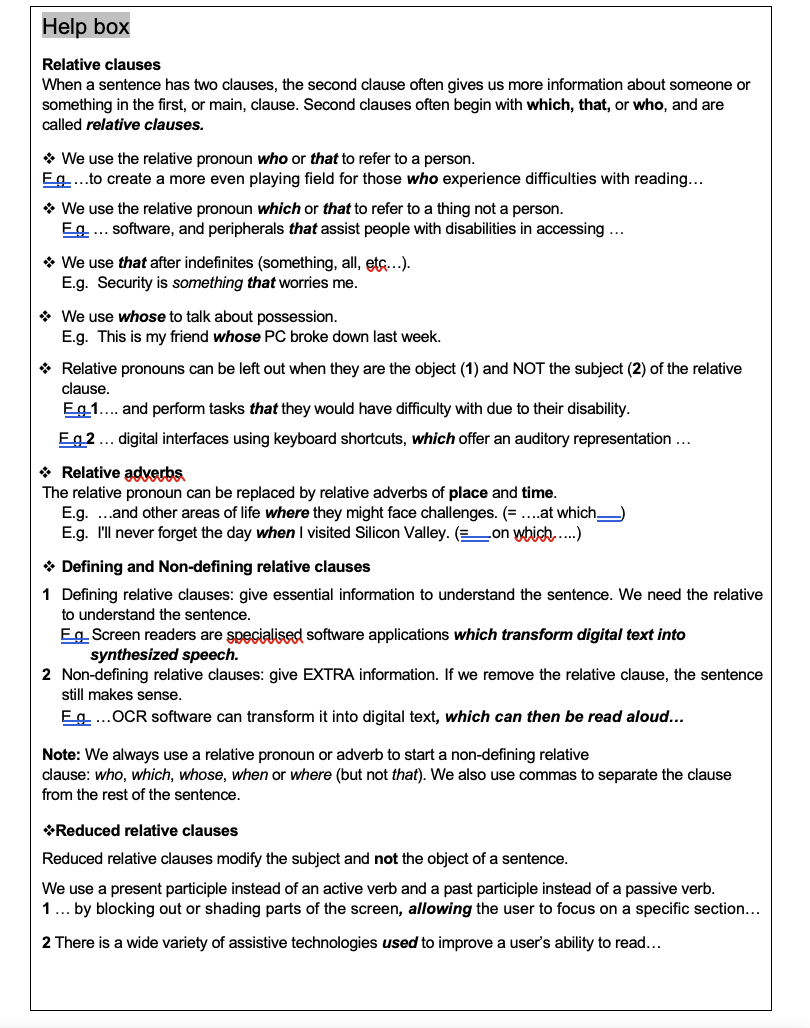 Help box
Relative clauses
When a sentence has two clauses, the second clause often gives us more information about someone or
something in the first, or main, clause. Second clauses often begin with which, that, or who, and are
called relative clauses.
❖ We use the relative pronoun who or that to refer to a person.
E.g. …to create a more even playing field for those who experience difficulties with reading…
❖ We use the relative pronoun which or that to refer to a thing not a person.
E.g. … software, and peripherals that assist people with disabilities in accessing …
❖ We use that after indefinites (something, all, etc…).
E.g. Security is something that worries me.
❖ We use whose to talk about possession.
E.g. This is my friend whose PC broke down last week.
❖ Relative pronouns can be left out when they are the object (1) and NOT the subject (2) of the relative
clause.
E.g.1…. and perform tasks that they would have difficulty with due to their disability.
E.g.2 … digital interfaces using keyboard shortcuts, which offer an auditory representation …
❖ Relative adverbs
The relative pronoun can be replaced by relative adverbs of place and time.
E.g. …and other areas of life where they might face challenges. (= ….at which )
E.g. I'll never forget the day when I visited Silicon Valley. (= .on which…..)
❖ Defining and Non-defining relative clauses
1 Defining relative clauses: give essential information to understand the sentence. We need the relative
to understand the sentence.
E.g. Screen readers are specialised software applications which transform digital text into
synthesized speech.
2 Non-defining relative clauses: give EXTRA information. If we remove the relative clause, the sentence
still makes sense.
E.g. …OCR software can transform it into digital text, which can then be read aloud…
Note: We always use a relative pronoun or adverb to start a non-defining relative
clause: who, which, whose, when or where (but not that). We also use commas to separate the clause
from the rest of the sentence.
❖Reduced relative clauses
Reduced relative clauses modify the subject and not the object of a sentence.
We use a present participle instead of an active verb and a past participle instead of a passive verb.
1 … by blocking out or shading parts of the screen, allowing the user to focus on a specific section…
2 There is a wide variety of assistive technologies used to improve a user's ability to read…